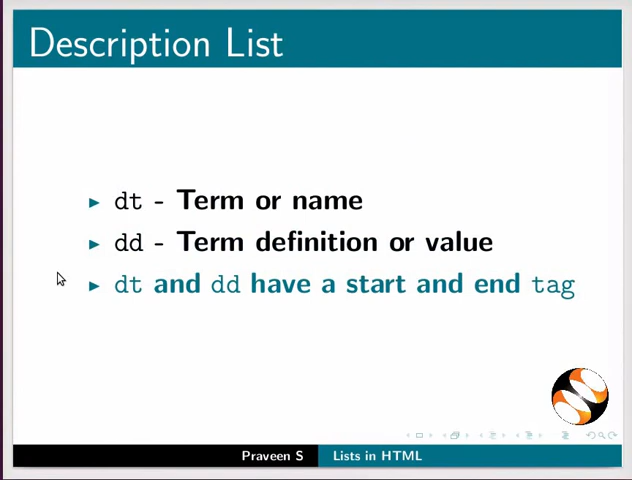 Description List
dt - Term or name
dd - Term definition or value
dt and dd have a start and end tag
Praveen S
Lists in HTML